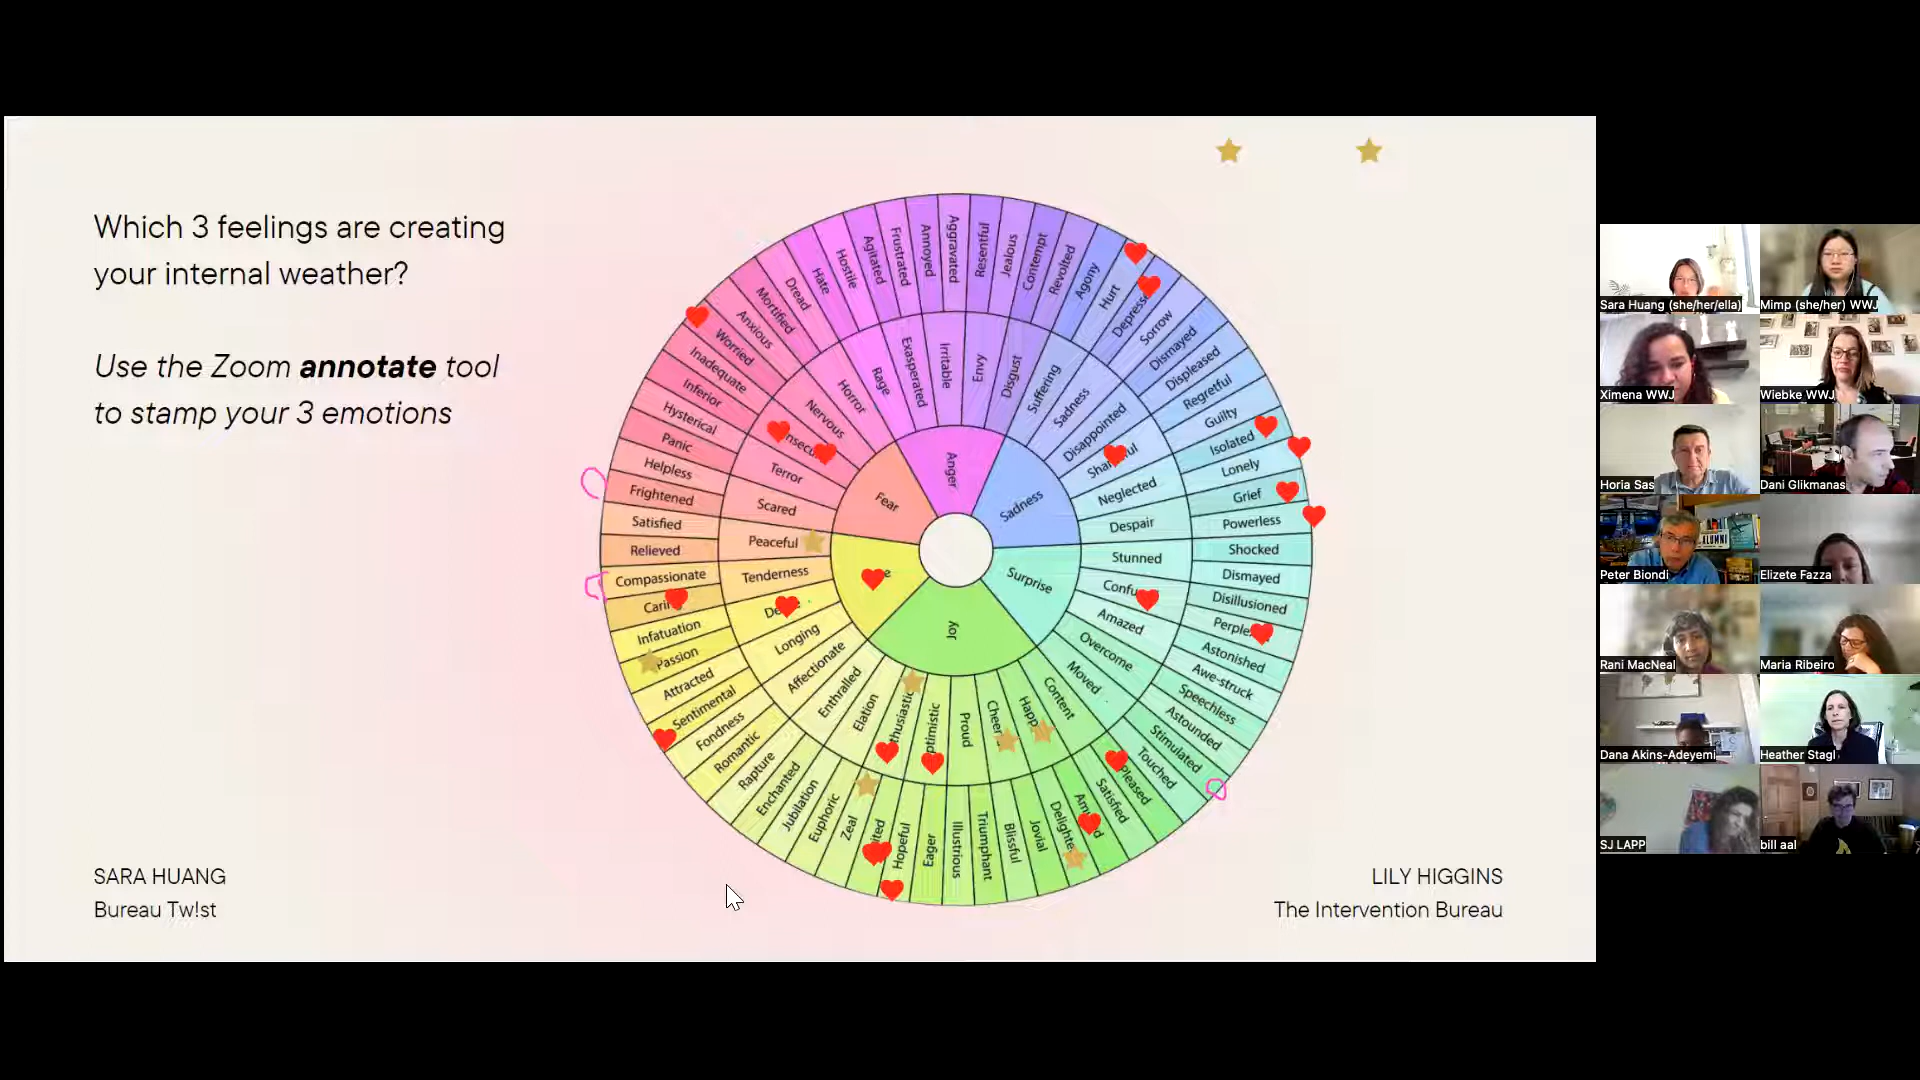 Which 3 feelings are creating
your internal weather?
Use the Zoom annotate tool
to stamp your 3 emotions
SARA HUANG
Bureau Tw!st
LILY HIGGINS
The Intervention Bureau
Anger
Sadness
Surprise
Joy
Fear
Rage
Exasperated
Irritable
Envy
Disgust
Suffering
Sadness
Disappointed
Neglected
Despair
Stunned
Amazed
Overcome
Moved
Content
Proud
Elation
Enthralled
Affectionate
Longing
Tenderness
Peaceful
Scared
Terror
Nervous
Horror
Hate
Hostile
Agitated
Frustrated
Annoyed
Aggravated
Resentful
Jealous
Contempt
Revolted
Agony
Hurt
Sorrow
Dismayed
Displeased
Regretful
Guilty
Isolated
Lonely
Grief
Powerless
Shocked
Dismayed
Disillusioned
Astonished
Awe-struck
Speechless
Astounded
Stimulated
Touched
Pleased
Satisfied
Jovial
Blissful
Triumphant
Illustrious
Eager
Hopeful
Zeal
Euphoric
Jubilation
Enchanted
Rapture
Romantic
Fondness
Sentimental
Attracted
Passion
Infatuation
Compassionate
Relieved
Satisfied
Frightened
Helpless
Panic
Hysterical
Inferior
Inadequate
Worried
Anxious
Mortified
Dread
Sara Huang (she/her/ella)
Mimp (she/her) WWJ
Ximena WWJ
Wiebke WWJ
Horia Sas
Dani Glikmanas
Peter Biondi
Elizete Fazza
Rani MacNeal
Maria Ribeiro
Dana Akins-Adeyemi
Heather Stagl
SJ LAPP
bill aal
ALUMNI